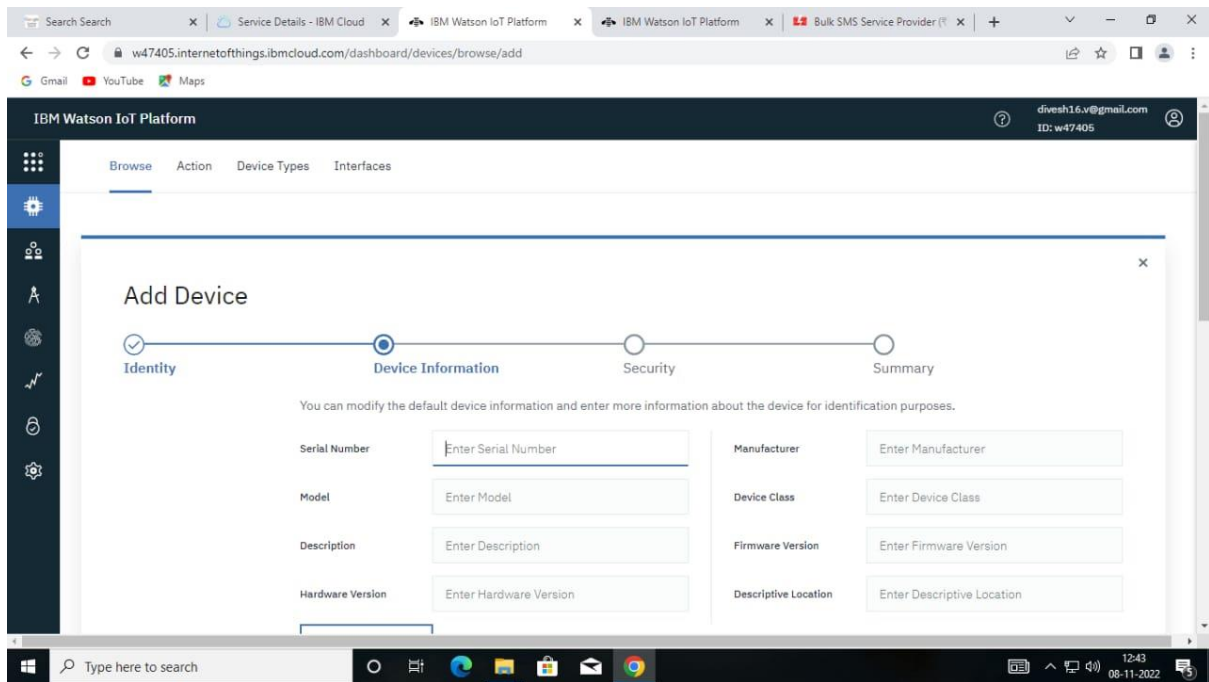 Search Search
Service Details - IBM Cloud
IBM Watson IoT Platform
IBM Watson IoT Platform
Bulk SMS Service Provider (₹
w47405.internetofthings.ibmcloud.com/dashboard/devices/browse/add
Gmail YouTube Maps
IBM Watson IoT Platform
divesh16.v@gmail.com
ID: w47405
Browse Action Device Types Interfaces
Add Device
Identity Device Information Security Summary
You can modify the default device information and enter more information about the device for identification purposes.
Serial Number Enter Serial Number Manufacturer Enter Manufacturer
Model Enter Model Device Class Enter Device Class
Description Enter Description Firmware Version Enter Firmware Version
Hardware Version Enter Hardware Version Descriptive Location Enter Descriptive Location
Type here to search
12:43
08-11-2022
5